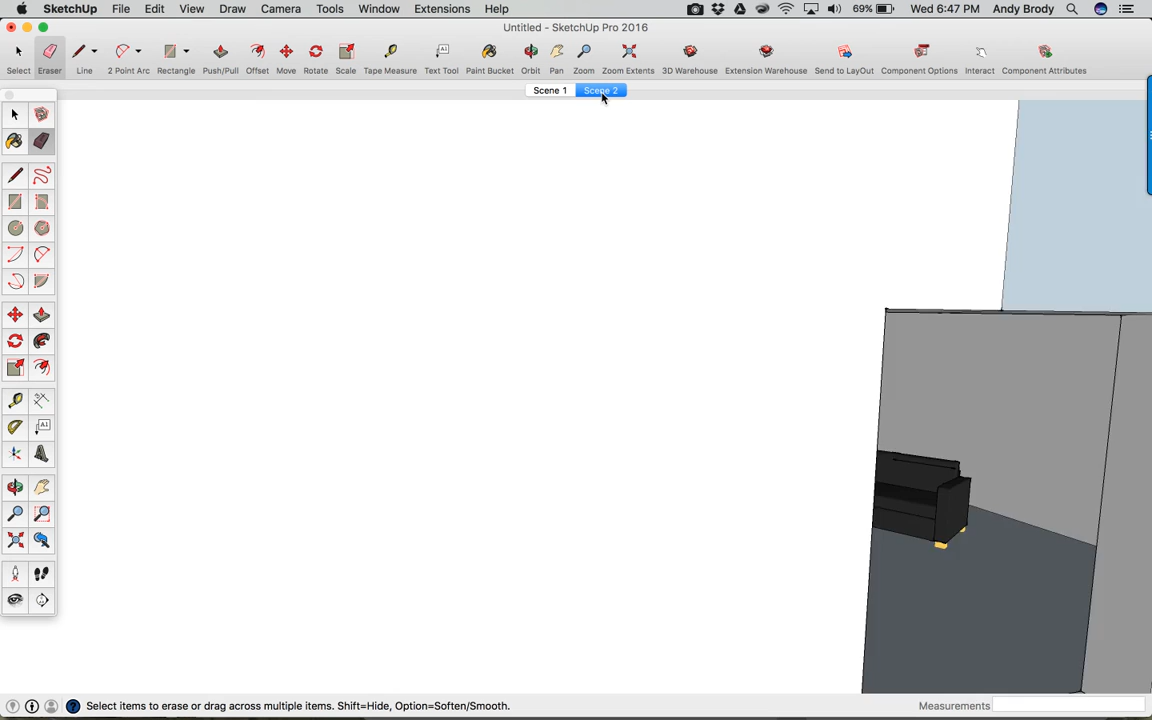 SketchUp File Edit View Draw Camera Tools Window Extensions Help 69% Wed 6:47 PM Andy Brody
Untitled - SketchUp Pro 2016
Select Eraser Line 2 Point Arc Rectangle Push/Pull Offset Move Rotate Scale Tape Measure Text Tool Paint Bucket Orbit Pan Zoom Zoom Extents 3D Warehouse Extension Warehouse Send to LayOut Component Options Interact Component Attributes
Scene 1 Scene 2
Select items to erase or drag across multiple items. Shift=Hide, Option=Soften/Smooth. Measurements